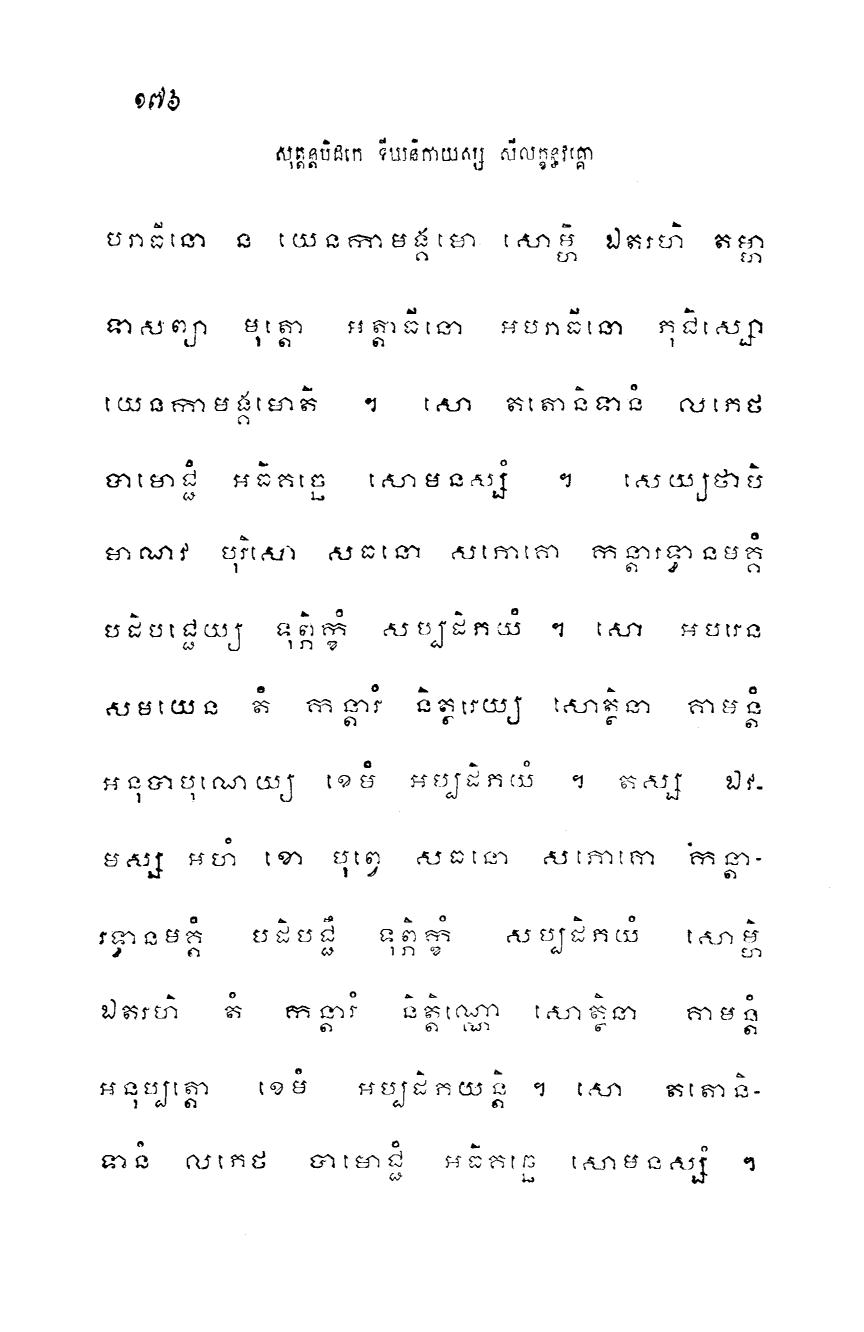 ១៧៦
សុត្តន្តបិដកេ ទីឃនិកាយស្ស សីលក្ខន្ធវគ្គោ
បរាធីនោ ន យេនកាមង្គមោ សោម្ហិ ឯតរហិ តម្ហា
ទាសព្យា មុត្តោ អត្តាធីនោ អបរាធីនោ ភុជិស្សោ
យេនកាមង្គមោតិ ។ សោ តតោនិទានំ លភេថ
បាមោជ្ជំ អធិគច្ឆេ សោមនស្សំ ។ សេយ្យថាបិ
មាណវ បុរិសោ សធនោ សភោគោ កន្តារទ្ធានមគ្គំ
បដិបជ្ជេយ្យ ទុព្ភិក្ខំ សប្បដិភយំ ។ សោ អបរេន
សមយេន តំ កន្តារំ និត្ថរេយ្យ សោត្ថិនា គាមន្តំ
អនុបាបុណេយ្យ ខេមំ អប្បដិភយំ ។ តស្ស ឯវ-
មស្ស អហំ ខោ បុព្វេ សធនោ សភោគោ កន្តា-
រទ្ធានមគ្គំ បដិបជ្ជឹ ទុព្ភិក្ខំ សប្បដិភយំ សោម្ហិ
ឯតរហិ តំ កន្តារំ និត្តិណ្ណោ សោត្ថិនា គាមន្តំ
អនុប្បត្តោ ខេមំ អប្បដិភយន្តិ ។ សោ តតោនិ-
ទានំ លភេថ បាមោជ្ជំ អធិគច្ឆេ សោមនស្សំ ។